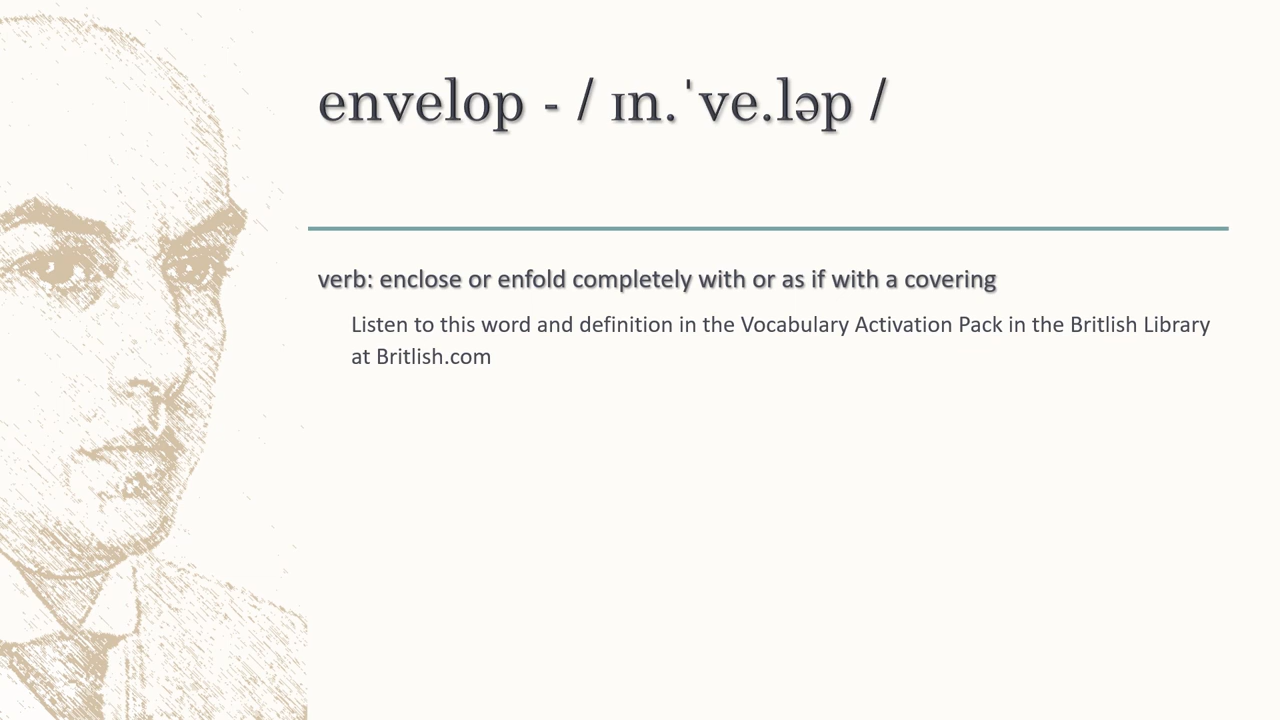 envelop - / ɪn.ˈve.ləp /
verb: enclose or enfold completely with or as if with a covering
Listen to this word and definition in the Vocabulary Activation Pack in the Britlish Library
at Britlish.com